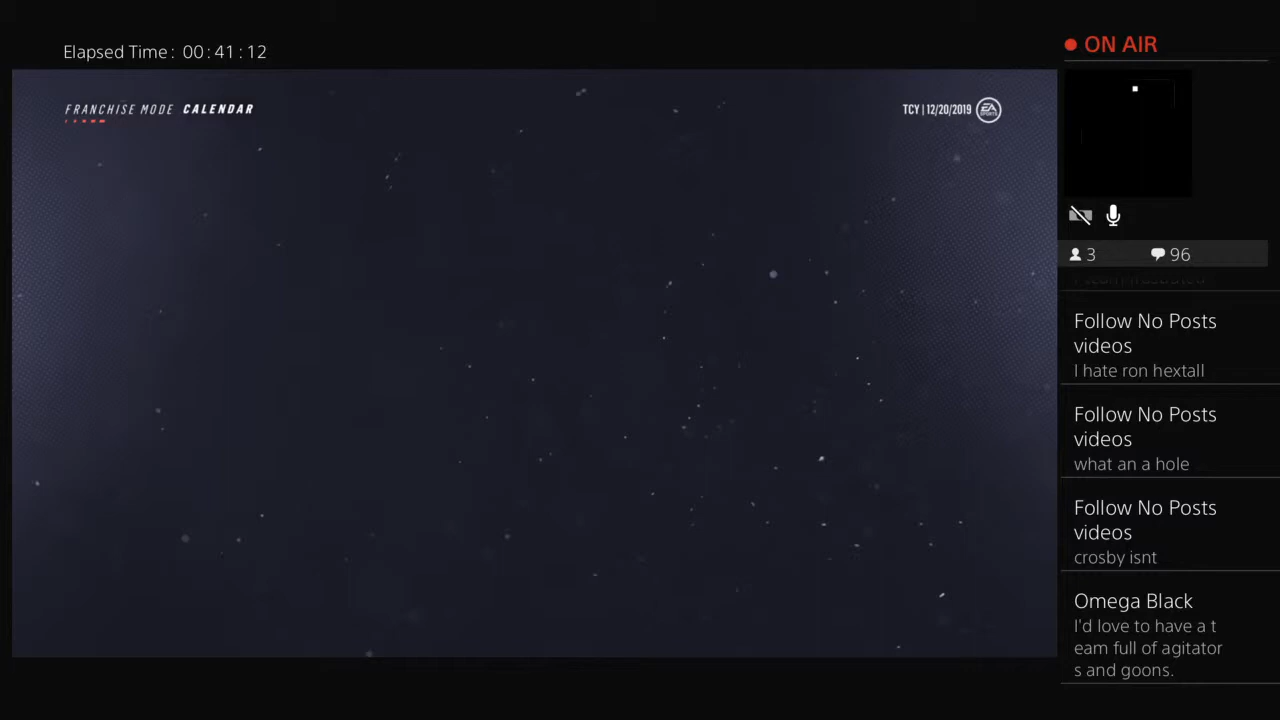 Elapsed Time: 00:41:12
ON AIR
FRANCHISE MODE CALENDAR
TCY | 12/20/2019
EA
SPORTS
3
96
Follow No Posts
videos
I hate ron hextall
Follow No Posts
videos
what an a hole
Follow No Posts
videos
crosby isnt
Omega Black
I'd love to have a t
eam full of agitator
s and goons.